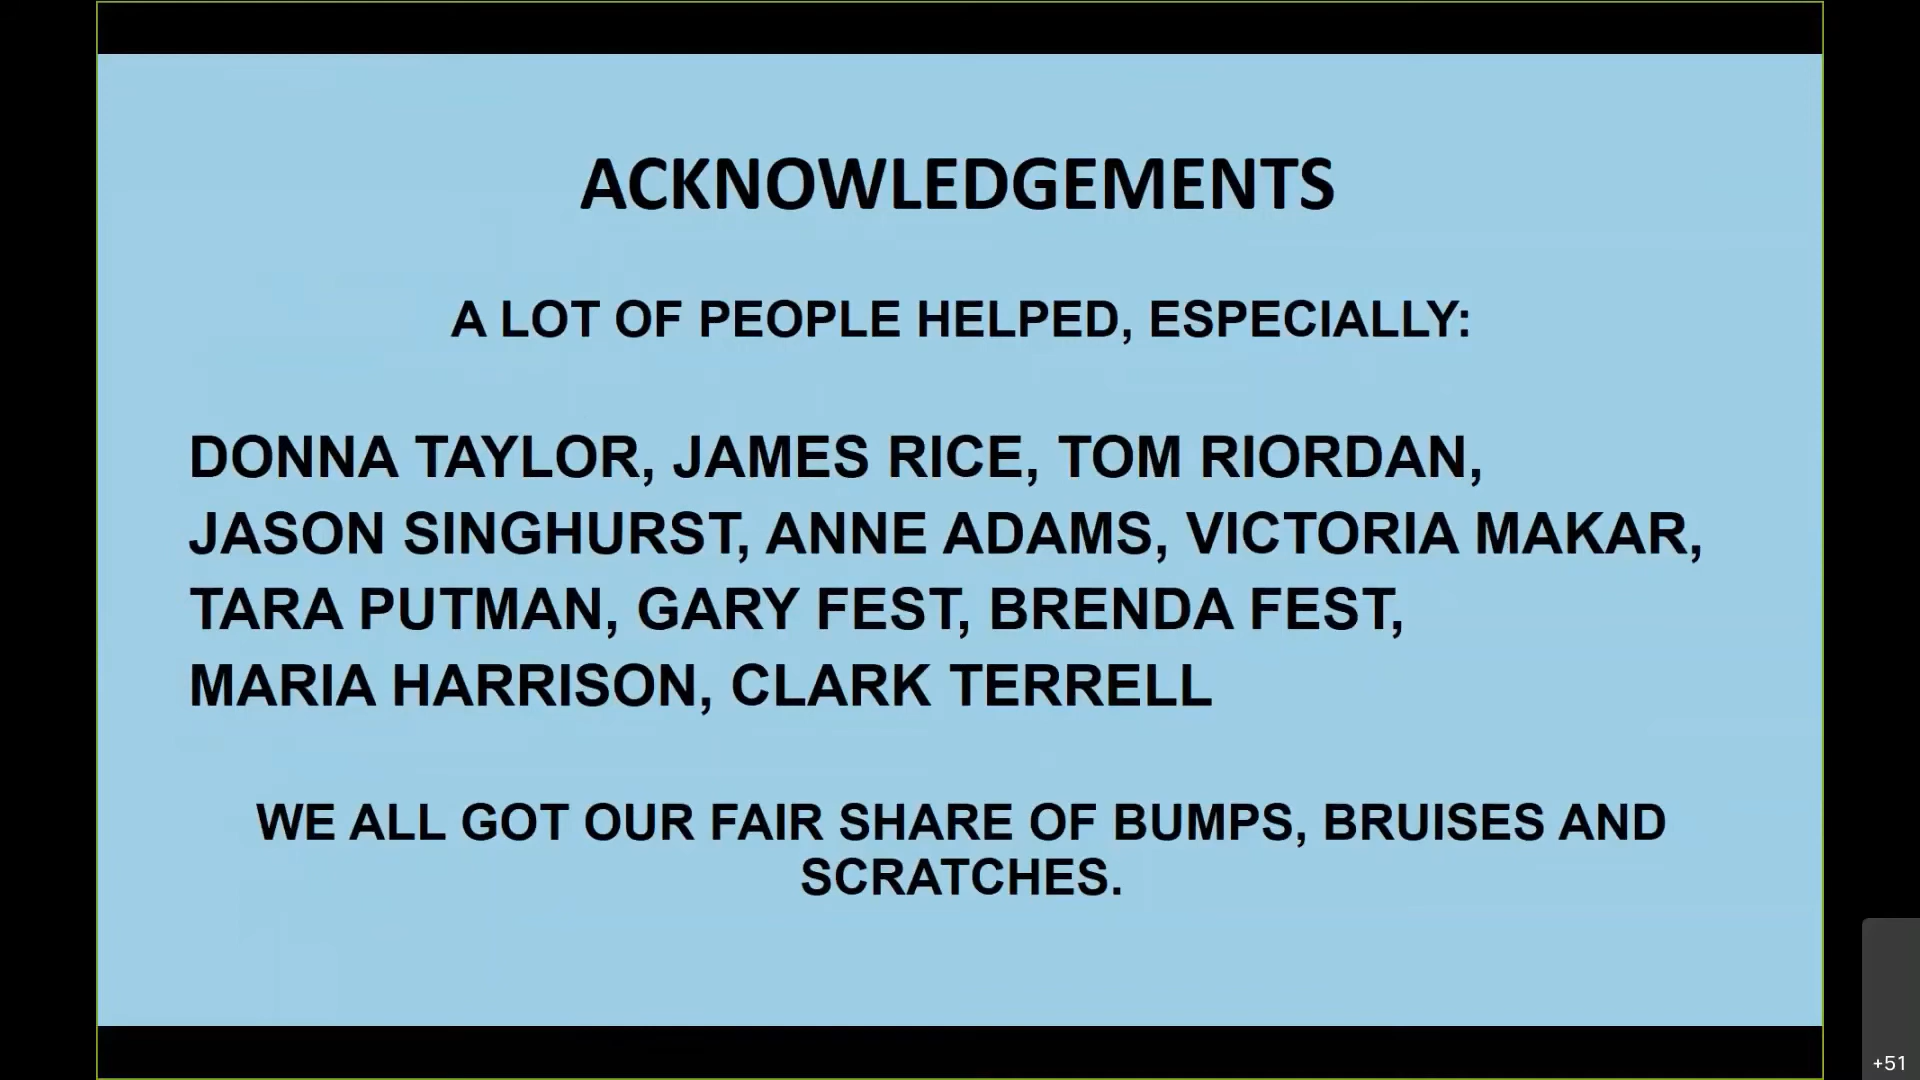 ACKNOWLEDGEMENTS
A LOT OF PEOPLE HELPED, ESPECIALLY:
DONNA TAYLOR, JAMES RICE, TOM RIORDAN,
JASON SINGHURST, ANNE ADAMS, VICTORIA MAKAR,
TARA PUTMAN, GARY FEST, BRENDA FEST,
MARIA HARRISON, CLARK TERRELL
WE ALL GOT OUR FAIR SHARE OF BUMPS, BRUISES AND
SCRATCHES.
+51